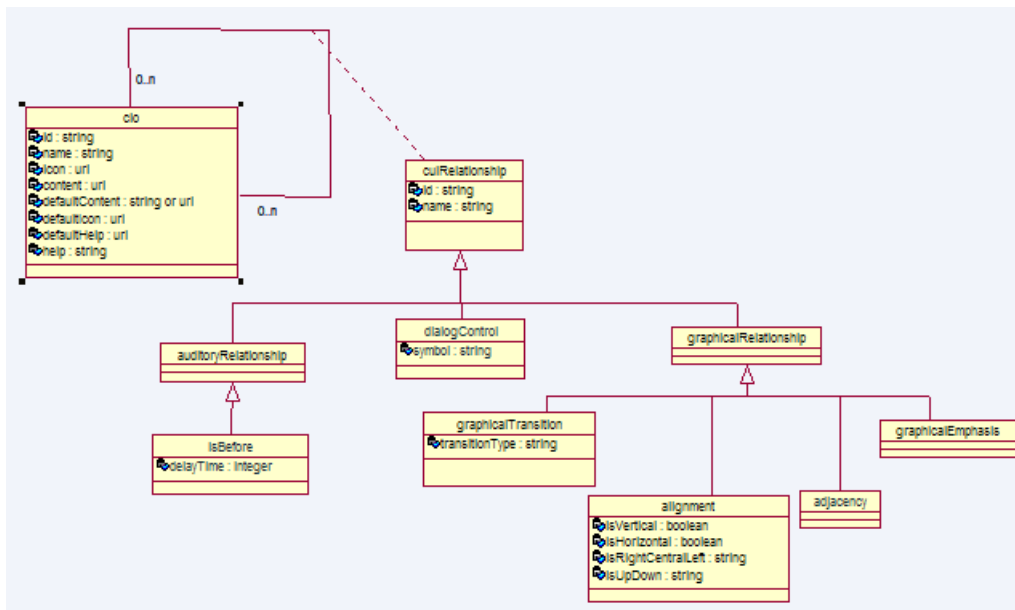 0..n
cio
id : string
name : string
icon : url
content : url
defaultContent : string or url
defaultIcon : url
defaultHelp : url
help : string
0..n
cuiRelationship
id : string
name : string
auditoryRelationship
dialogControl
symbol : string
graphicalRelationship
isBefore
delayTime : integer
graphicalTransition
transitionType : string
graphicalEmphasis
alignment
isVertical : boolean
isHorizontal : boolean
isRightCentralLeft : string
isUpDown : string
adjacency